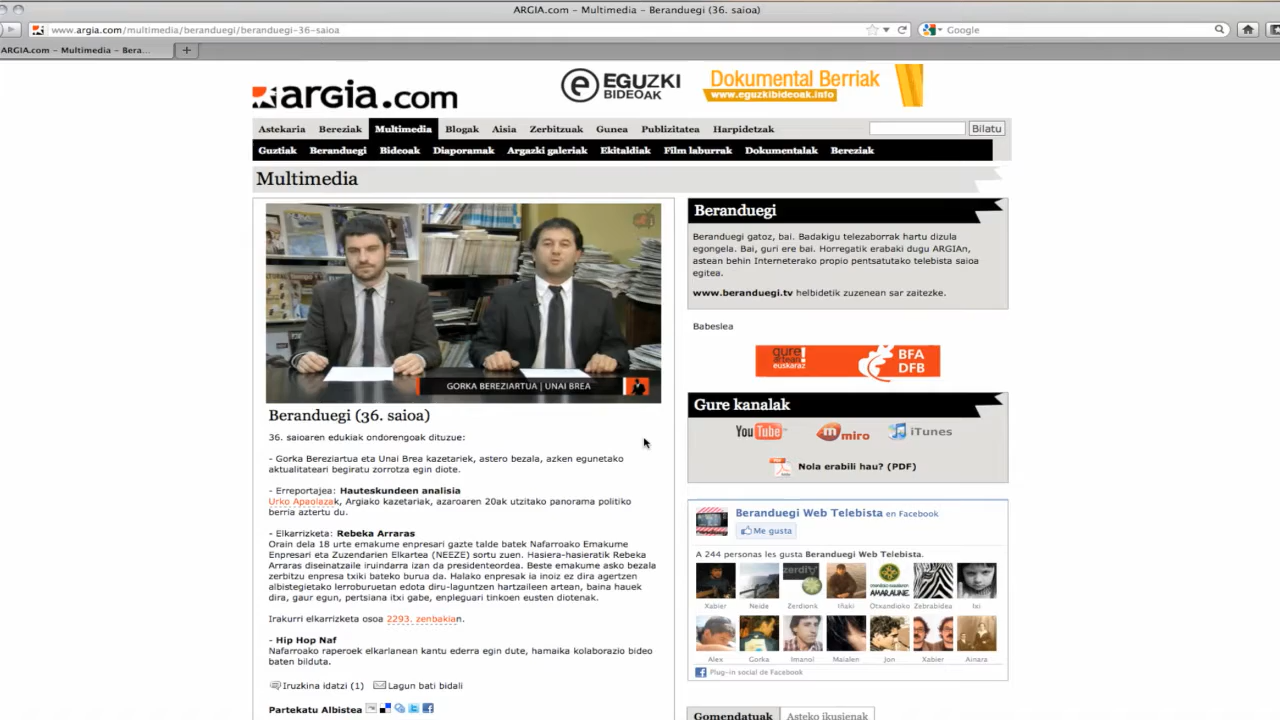 ARGIA.com – Multimedia – Beranduegi (36. saioa)
www.argia.com/multimedia/beranduegi/beranduegi-36-saioa
Google
ARGIA.com – Multimedia – Bera...
argia.com
EGUZKI BIDEOAK
Dokumental Berriak
www.eguzkibideoak.info
Astekaria Bereziak Multimedia Blogak Aisia Zerbitzuak Gunea Publizitatea Harpidetzak
Bilatu
Guztiak Beranduegi Bideoak Diaporamak Argazki galeriak Ekitaldiak Film laburrak Dokumentalak Bereziak
Multimedia
GORKA BEREZIARTUA | UNAI BREA
Beranduegi (36. saioa)
36. saioaren edukiak ondorengoak dituzue:
- Gorka Bereziartua eta Unai Brea kazetariek, astero bezala, azken egunetako
aktualitateari begiratu zorrotza egin diote.
- Erreportajea: Hauteskundeen analisia
Urko Apaolazak, Argiako kazetariak, azaroaren 20ak utzitako panorama politiko
berria aztertu du.
- Elkarrizketa: Rebeka Arraras
Orain dela 18 urte emakume enpresari gazte talde batek Nafarroako Emakume
Enpresari eta Zuzendarien Elkartea (NEEZE) sortu zuen. Hasiera-hasieratik Rebeka
Arraras diseinatzaile iruindarra izan da presidenteordea. Beste emakume asko bezala
zerbitzu enpresa txiki bateko burua da. Halako enpresak ia inoiz ez dira agertzen
albistegietako lerroburuetan edota diru-laguntzen hartzaileen artean, baina hauek
dira, gaur egun, pertsiana itxi gabe, enpleguari tinkoen eusten diotenak.
Irakurri elkarrizketa osoa 2293. zenbakian.
- Hip Hop Naf
Nafarroako raperoek elkarlanean kantu ederra egin dute, hamaika kolaborazio bideo
baten bilduta.
Iruzkina idatzi (1) Lagun bati bidali
Partekatu Albistea
Beranduegi
Beranduegi gatoz, bai. Badakigu telezaborrak hartu dizula
egongela. Bai, guri ere bai. Horregatik erabaki dugu ARGIAn,
astean behin Interneterako propio pentsatutako telebista saioa
egitea.
www.beranduegi.tv helbidetik zuzenean sar zaitezke.
Babeslea
gure artean! euskaraz
BFA
DFB
Gure kanalak
YouTube miro iTunes
Nola erabili hau? (PDF)
Beranduegi Web Telebista en Facebook
Me gusta
A 244 personas les gusta Beranduegi Web Telebista.
Xabier Neide Zerdionk Iñaki Otxandioko Zebrabidea Ixi
Alex Gorka Imanol Maialen Jon Xabier Ainara
Plug-in social de Facebook
Gomendatuak Asteko ikusienak